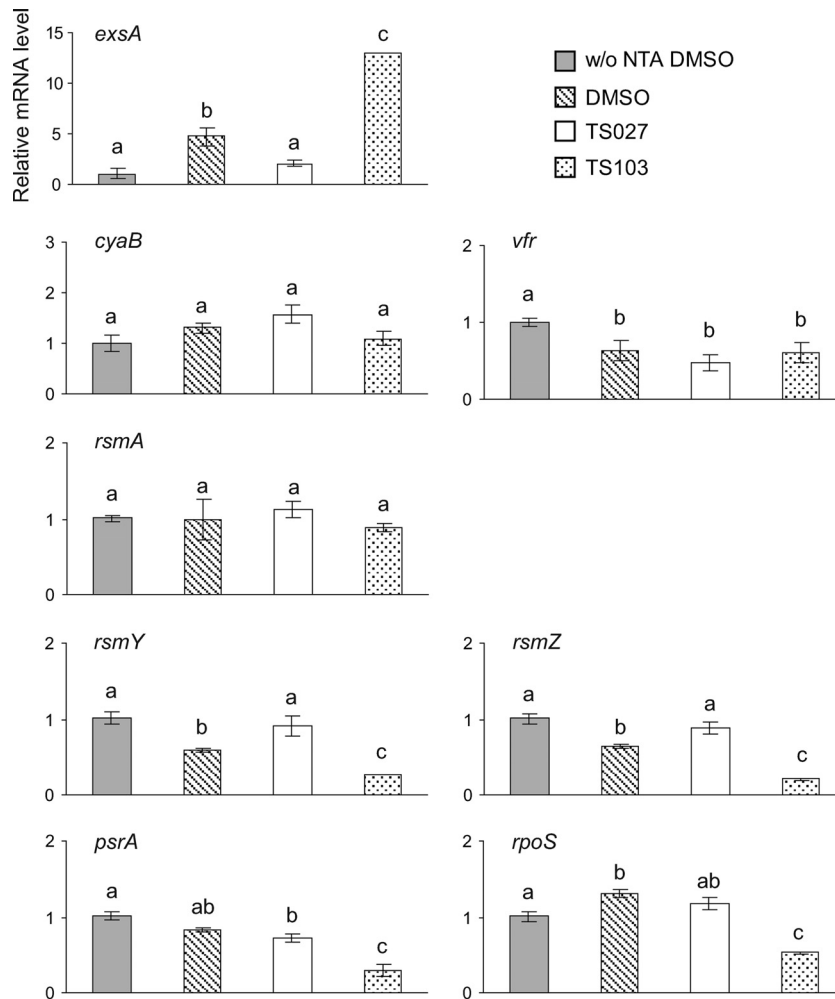 Relative mRNA level
exsA
15
10
5
0
a
b
a
c
w/o NTA DMSO
DMSO
TS027
TS103
cyaB
3
2
1
0
a
a
a
a
vfr
2
1
0
a
b
b
b
rsmA
2
1
0
a
a
a
a
rsmY
2
1
0
a
b
a
c
rsmZ
2
1
0
a
b
a
c
psrA
2
1
0
a
ab
b
c
rpoS
2
1
0
a
b
ab
c